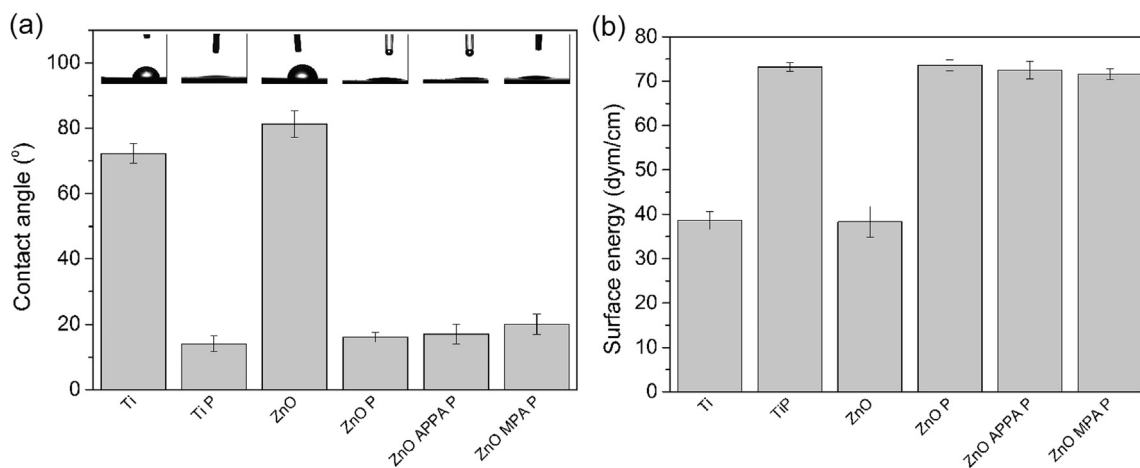 (a)
Contact angle (⁰)
100
80
60
40
20
0
Ti
Ti P
ZnO
ZnO P
ZnO APPA P
ZnO MPA P
(b)
Surface energy (dym/cm)
80
70
60
50
40
30
20
10
0
Ti
TiP
ZnO
ZnO P
ZnO APPA P
ZnO MPA P